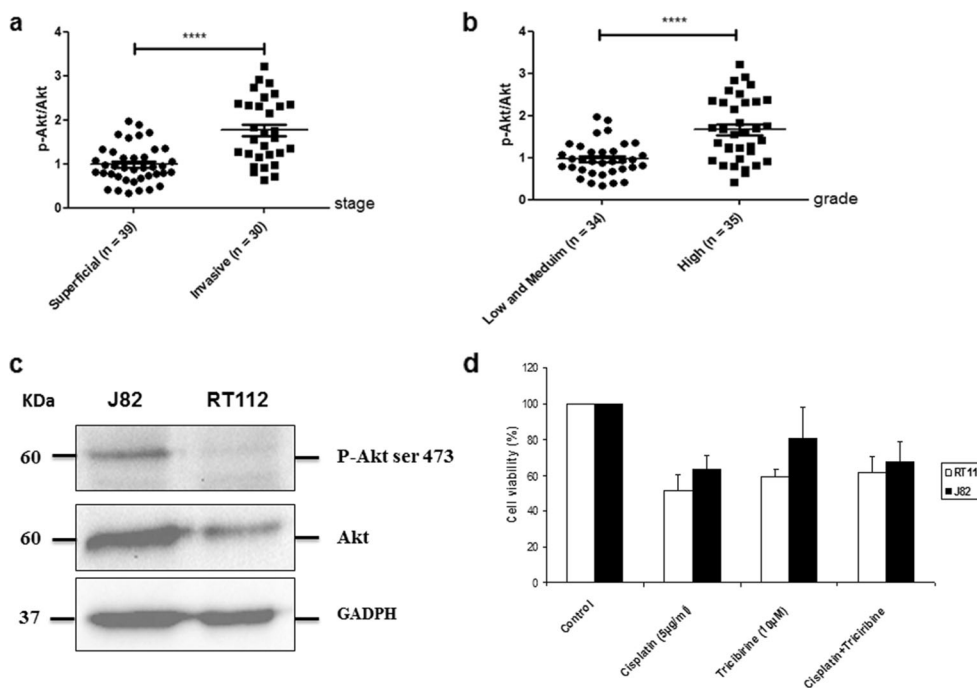 a
****
p-Akt/Akt
4
3
2
1
0
stage
Superficial (n = 39)
Invasive (n = 30)
b
****
p-Akt/Akt
4
3
2
1
0
grade
Low and Meduim (n = 34)
High (n = 35)
c
KDa
J82
RT112
60
P-Akt ser 473
60
Akt
37
GADPH
d
Cell viability (%)
120
100
80
60
40
20
0
RT11
J82
Control
Cisplatin (5µg/ml)
Tricibirine (10µM)
Cisplatin+Triciribine